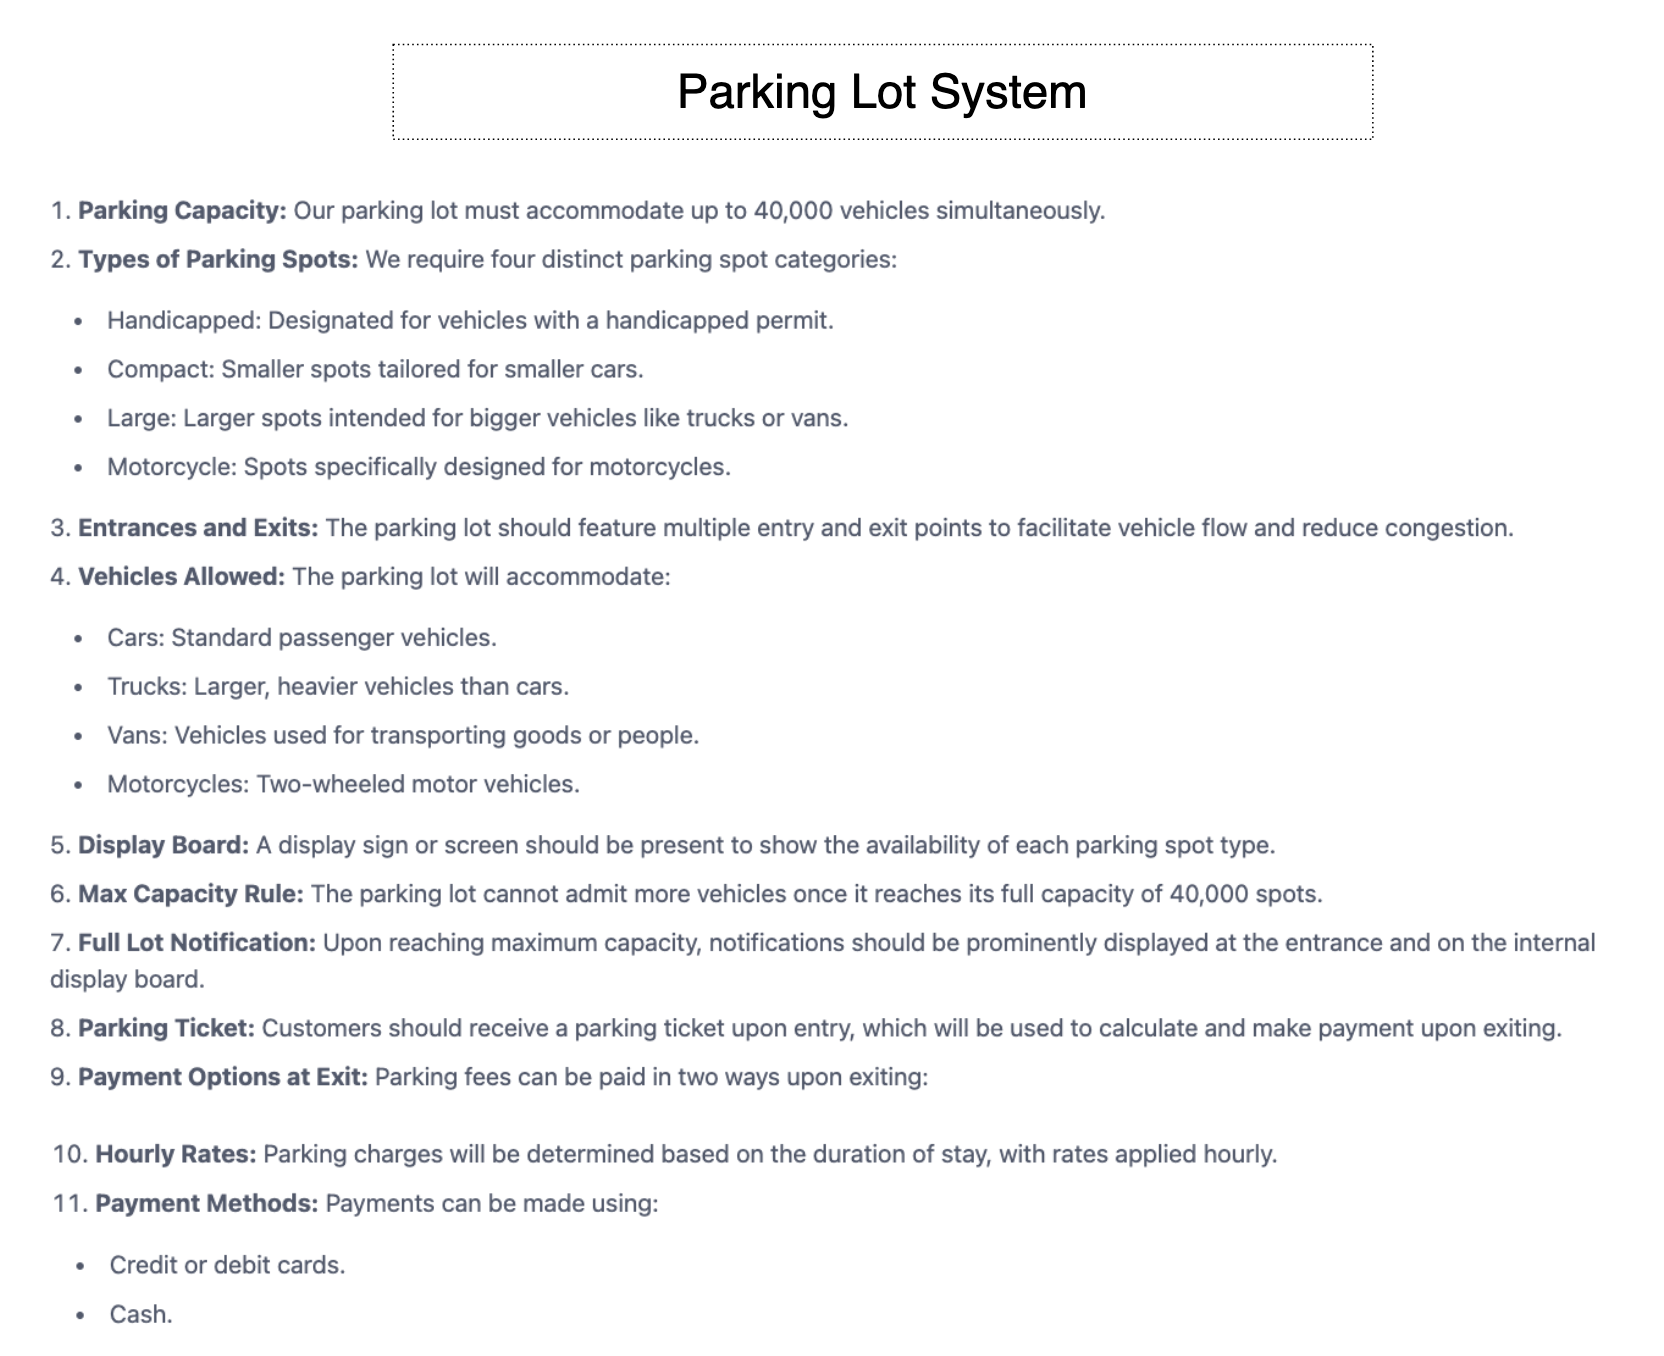 Parking Lot System
1. Parking Capacity: Our parking lot must accommodate up to 40,000 vehicles simultaneously.
2. Types of Parking Spots: We require four distinct parking spot categories:
• Handicapped: Designated for vehicles with a handicapped permit.
• Compact: Smaller spots tailored for smaller cars.
• Large: Larger spots intended for bigger vehicles like trucks or vans.
• Motorcycle: Spots specifically designed for motorcycles.
3. Entrances and Exits: The parking lot should feature multiple entry and exit points to facilitate vehicle flow and reduce congestion.
4. Vehicles Allowed: The parking lot will accommodate:
• Cars: Standard passenger vehicles.
• Trucks: Larger, heavier vehicles than cars.
• Vans: Vehicles used for transporting goods or people.
• Motorcycles: Two-wheeled motor vehicles.
5. Display Board: A display sign or screen should be present to show the availability of each parking spot type.
6. Max Capacity Rule: The parking lot cannot admit more vehicles once it reaches its full capacity of 40,000 spots.
7. Full Lot Notification: Upon reaching maximum capacity, notifications should be prominently displayed at the entrance and on the internal
display board.
8. Parking Ticket: Customers should receive a parking ticket upon entry, which will be used to calculate and make payment upon exiting.
9. Payment Options at Exit: Parking fees can be paid in two ways upon exiting:
10. Hourly Rates: Parking charges will be determined based on the duration of stay, with rates applied hourly.
11. Payment Methods: Payments can be made using:
• Credit or debit cards.
• Cash.